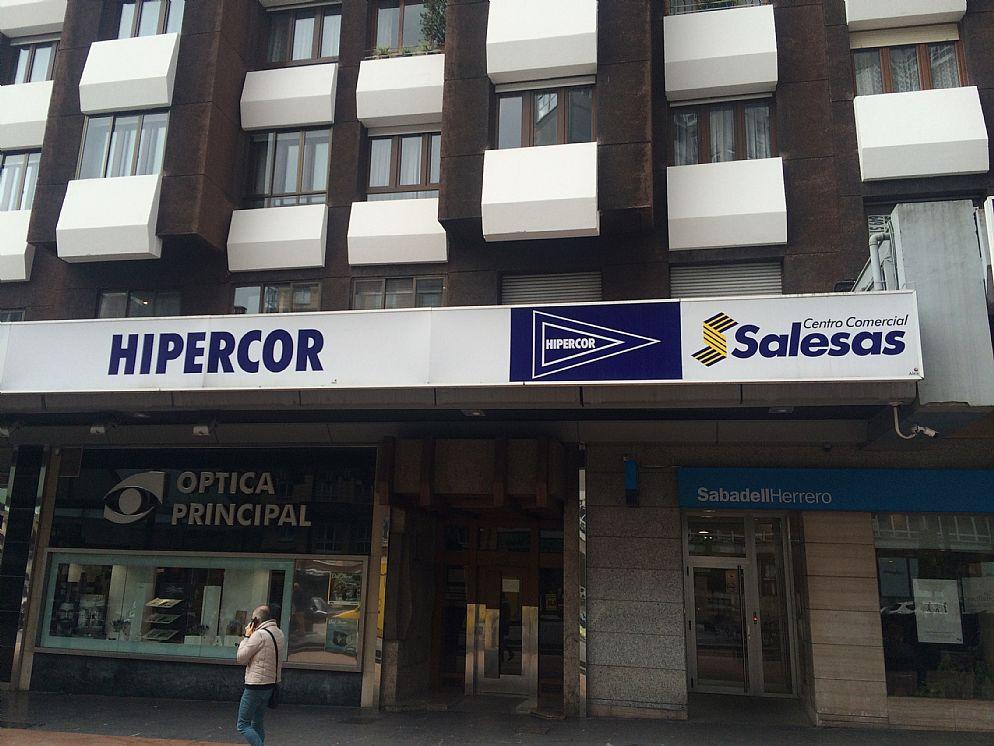 HIPERCOR
HIPERCOR
Centro Comercial
Salesas
OPTICA
PRINCIPAL
SabadellHerrero